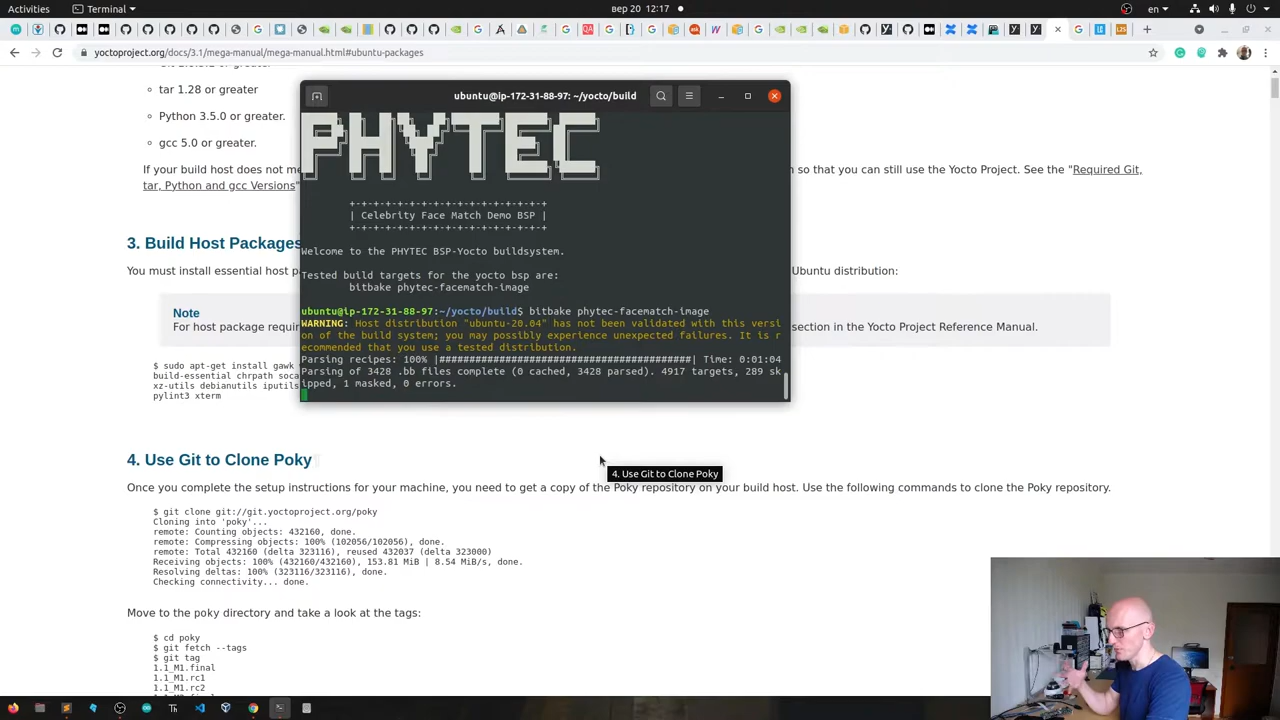 Activities
Terminal
вер 20 12:17
en
yoctoproject.org/docs/3.1/mega-manual/mega-manual.html#ubuntu-packages
tar 1.28 or greater
Python 3.5.0 or greater.
gcc 5.0 or greater.
If your build host does not me
n so that you can still use the Yocto Project. See the "Required Git,
tar, Python and gcc Versions"
3. Build Host Packages
You must install essential host p
Ubuntu distribution:
Note
For host package requir
section in the Yocto Project Reference Manual.
$ sudo apt-get install gawk
build-essential chrpath soca
xz-utils debianutils iputils
pylint3 xterm
ubuntu@ip-172-31-88-97: ~/yocto/build
PHYTEC
+-+-+-+-+-+-+-+-+-+-+-+-+-+-+-+-+
| Celebrity Face Match Demo BSP |
+-+-+-+-+-+-+-+-+-+-+-+-+-+-+-+-+
Welcome to the PHYTEC BSP-Yocto buildsystem.
Tested build targets for the yocto bsp are:
bitbake phytec-facematch-image
ubuntu@ip-172-31-88-97:~/yocto/build$ bitbake phytec-facematch-image
WARNING: Host distribution "ubuntu-20.04" has not been validated with this versi
on of the build system; you may possibly experience unexpected failures. It is r
ecommended that you use a tested distribution.
Parsing recipes: 100% |##########################################| Time: 0:01:04
Parsing of 3428 .bb files complete (0 cached, 3428 parsed). 4917 targets, 289 sk
ipped, 1 masked, 0 errors.
4. Use Git to Clone Poky
4. Use Git to Clone Poky
Once you complete the setup instructions for your machine, you need to get a copy of the Poky repository on your build host. Use the following commands to clone the Poky repository.
$ git clone git://git.yoctoproject.org/poky
Cloning into 'poky'...
remote: Counting objects: 432160, done.
remote: Compressing objects: 100% (102056/102056), done.
remote: Total 432160 (delta 323116), reused 432037 (delta 323000)
Receiving objects: 100% (432160/432160), 153.81 MiB | 8.54 MiB/s, done.
Resolving deltas: 100% (323116/323116), done.
Checking connectivity... done.
Move to the poky directory and take a look at the tags:
$ cd poky
$ git fetch --tags
$ git tag
1.1_M1.final
1.1_M1.rc1
1.1_M1.rc2